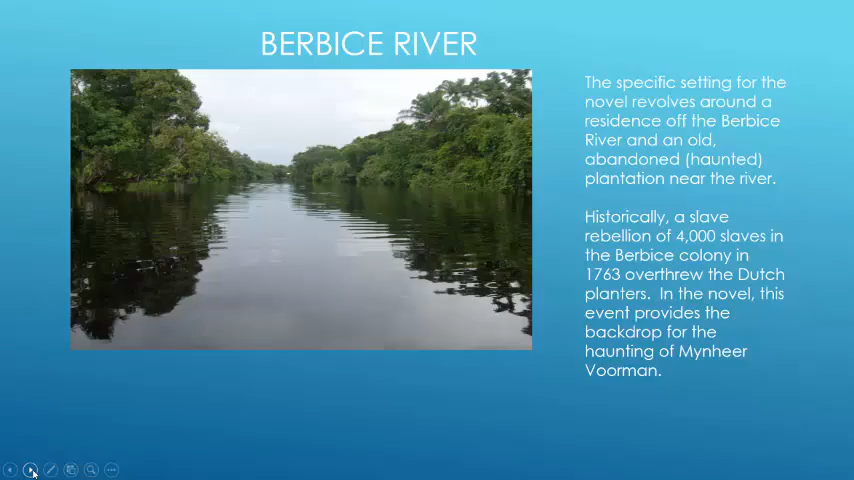 BERBICE RIVER
The specific setting for the
novel revolves around a
residence off the Berbice
River and an old,
abandoned (haunted)
plantation near the river.
Historically, a slave
rebellion of 4,000 slaves in
the Berbice colony in
1763 overthrew the Dutch
planters.  In the novel, this
event provides the
backdrop for the
haunting of Mynheer
Voorman.